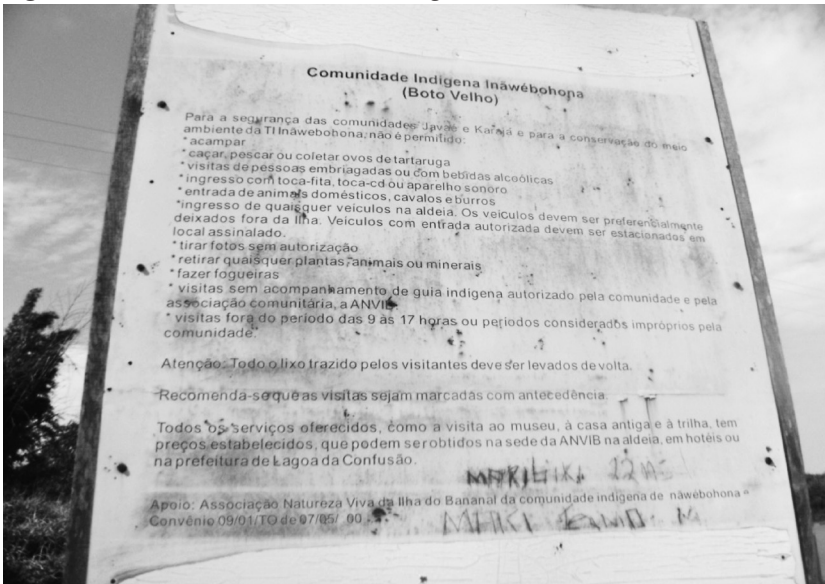 Comunidade Indígena Inãwébohona
(Boto Velho)
Para a segurança das comunidades Javaé e Karajá e para a conservação do meio
ambiente da TI Inãwebohona, não é permitido:
*acampar
*caçar, pescar ou coletar ovos de tartaruga
*visitas de pessoas embriagadas ou com bebidas alcoólicas
*ingresso com toca-fita, toca-cd ou aparelho sonoro
*entrada de animais domésticos, cavalos e burros
*ingresso de quaisquer veículos na aldeia. Os veículos devem ser preferencialmente
deixados fora da Ilha. Veículos com entrada autorizada devem ser estacionados em
local assinalado.
*tirar fotos sem autorização
*retirar quaisquer plantas, animais ou minerais
*fazer fogueiras
* visitas sem acompanhamento de guia indígena autorizado pela comunidade e pela
associação comunitária, a ANVIB
* visitas fora do período das 9 às 17 horas ou períodos considerados impróprios pela
comunidade.
Atenção: Todo o lixo trazido pelos visitantes deve ser levados de volta.
Recomenda-se que as visitas sejam marcadas com antecedência.
Todos os serviços oferecidos, como a visita ao museu, à casa antiga e à trilha, tem
preços estabelecidos, que podem ser obtidos na sede da ANVIB na aldeia, em hotéis ou
na prefeitura de Lagoa da Confusão.
Apoio: Associação Natureza Viva da Ilha do Bananal da comunidade indígena de nãwébohona
Convênio 09/01/TO de 07/05/ 00